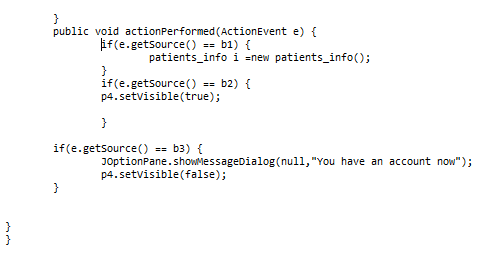 }
public void actionPerformed(ActionEvent e) {
if(e.getSource() == b1) {
patients_info i =new patients_info();
}
if(e.getSource() == b2) {
p4.setVisible(true);
}
if(e.getSource() == b3) {
JOptionPane.showMessageDialog(null,"You have an account now");
p4.setVisible(false);
}
}
}